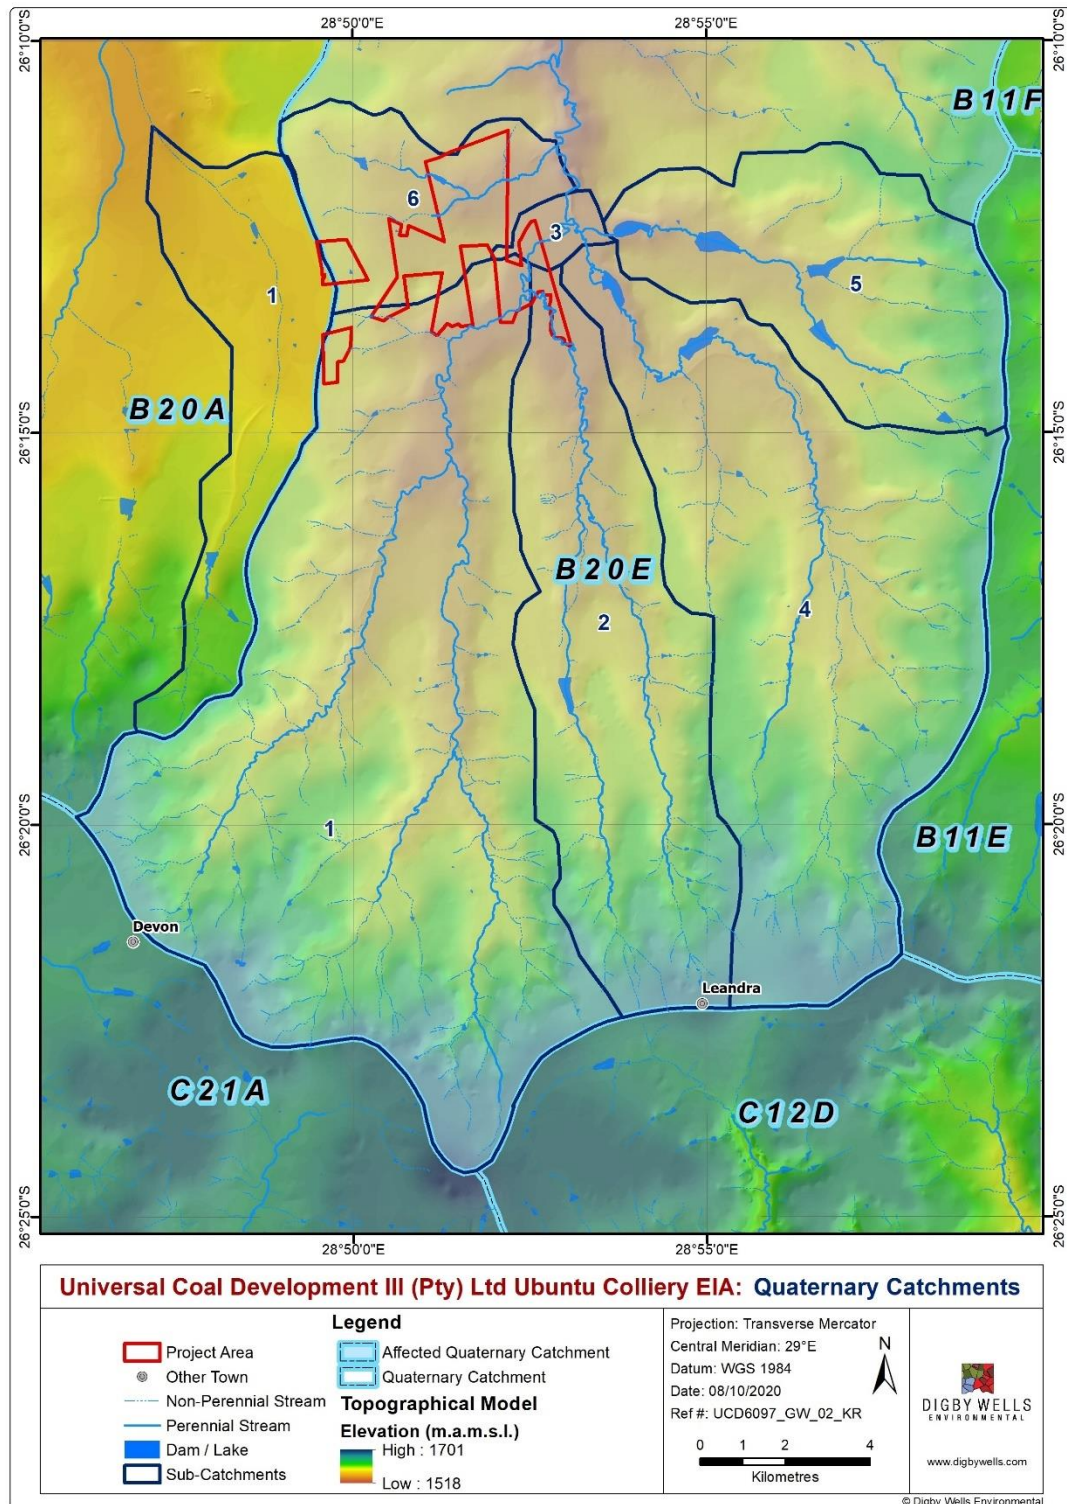 28°50'0"E 28°55'0"E
26°10'0"S 26°10'0"S
B11F
6
3
1 5
B20A
26°15'0"S 26°15'0"S
B20E
2 4
26°20'0"S 1 26°20'0"S
B11E
Devon
Leandra
C21A
C12D
26°25'0"S 26°25'0"S
28°50'0"E 28°55'0"E
Universal Coal Development III (Pty) Ltd Ubuntu Colliery EIA: Quaternary Catchments
Legend
Project Area
Other Town
Non-Perennial Stream
Perennial Stream
Dam / Lake
Sub-Catchments
Affected Quaternary Catchment
Quaternary Catchment
Topographical Model
Elevation (m.a.m.s.l.)
High : 1701
Low : 1518
Projection: Transverse Mercator
Central Meridian: 29°E
Datum: WGS 1984
Date: 08/10/2020
Ref #: UCD6097_GW_02_KR
N
0 1 2 4
Kilometres
DIGBY WELLS
ENVIRONMENTAL
www.digbywells.com
© Digby Wells Environmental